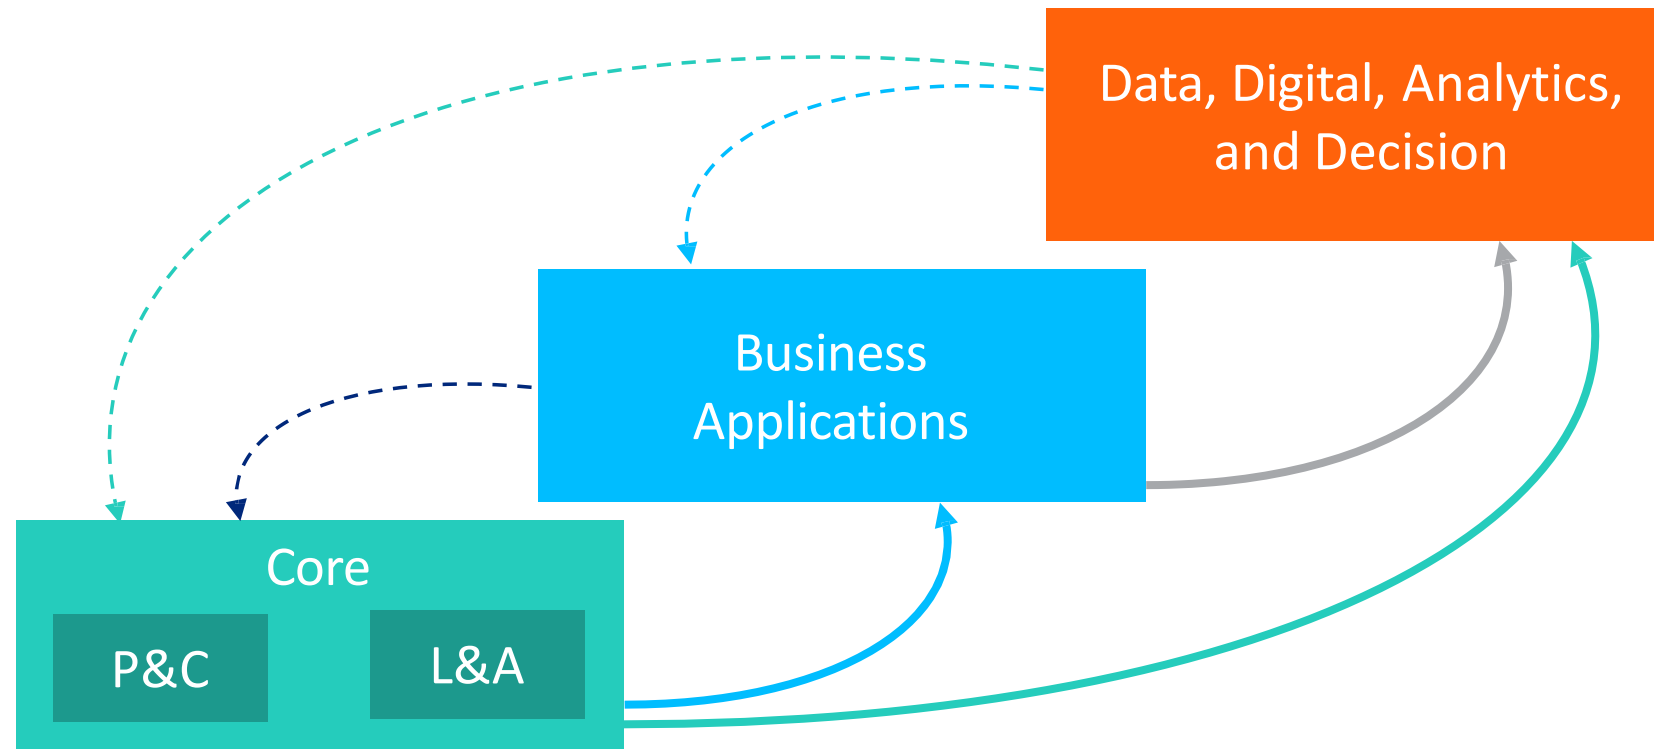 Data, Digital, Analytics,
and Decision
Business
Applications
Core
P&C
L&A